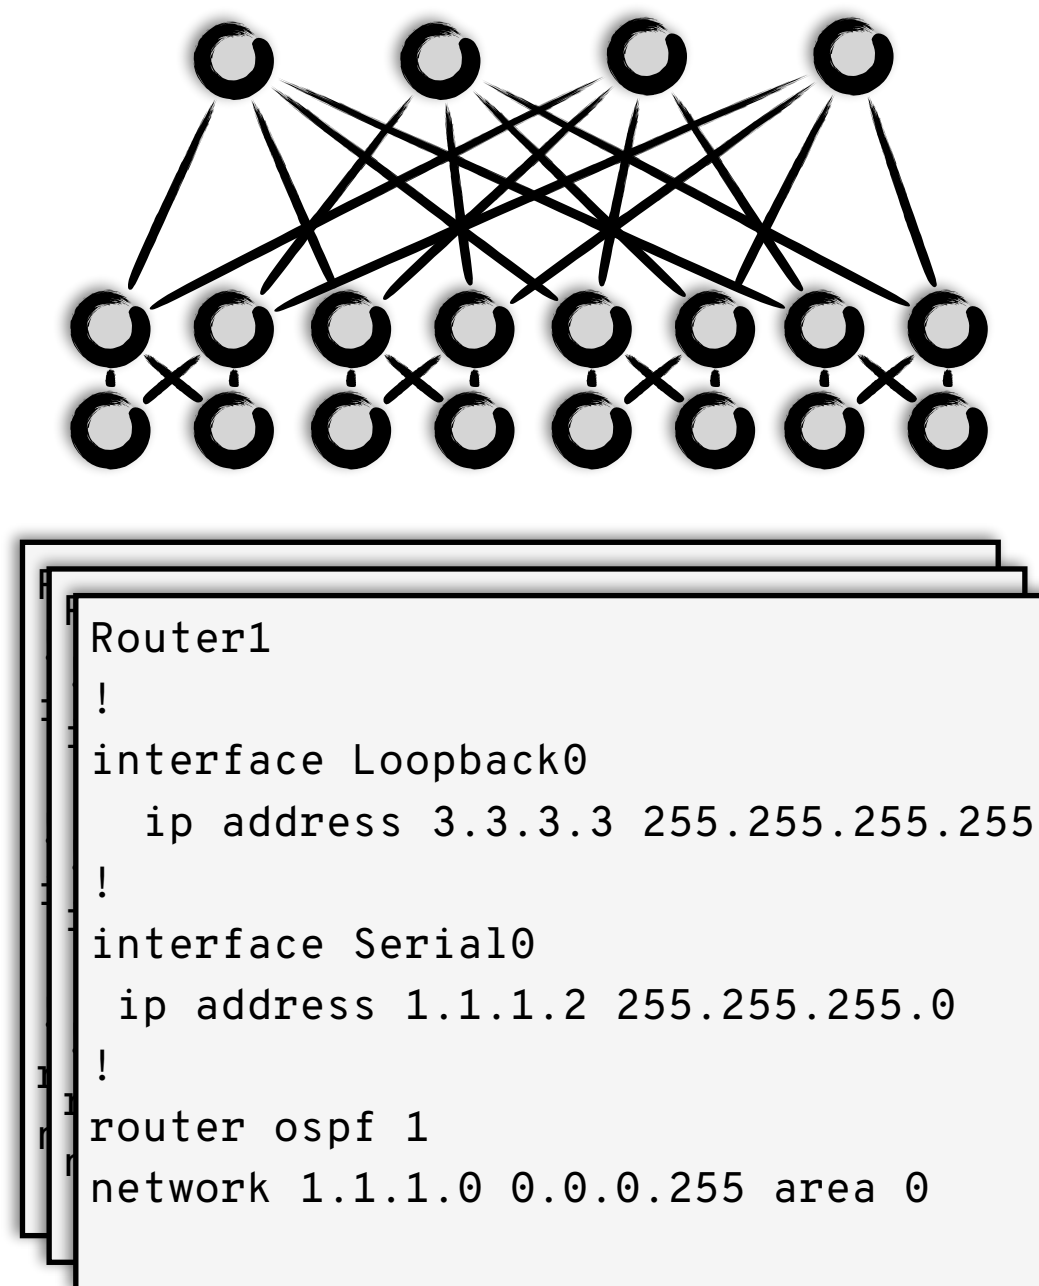 Router1
!
interface Loopback0
ip address 3.3.3.3 255.255.255.255
!
interface Serial0
ip address 1.1.1.2 255.255.255.0
!
router ospf 1
network 1.1.1.0 0.0.0.255 area 0